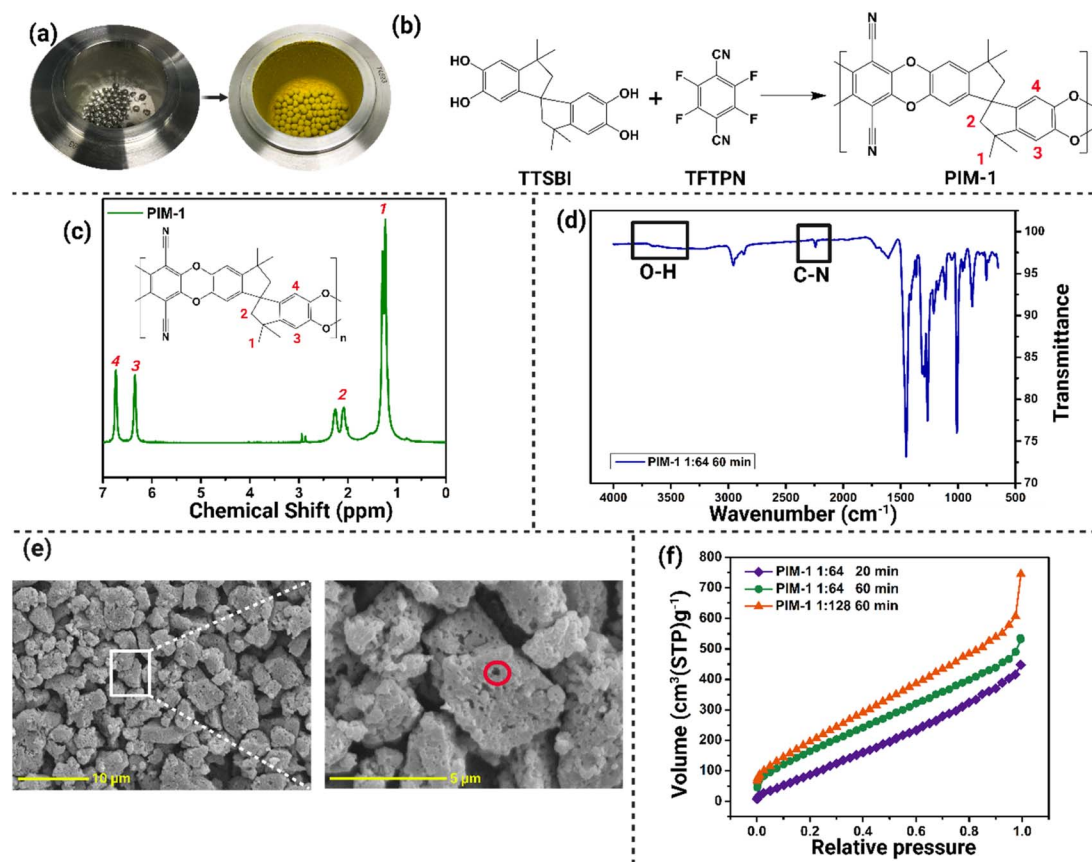 (a)
(b)
HO
HO
OH
OH
+
CN
F
F
F
F
CN
N
N
O
O
O
O
n
1
2
3
4
TTSBI
TFTPN
PIM-1
(c)
PIM-1
1
2
3
4
N
N
O
O
O
O
n
1
2
3
4
7 6 5 4 3 2 1 0
Chemical Shift (ppm)
(d)
O-H
C-N
PIM-1 1:64 60 min
100
95
90
85
80
75
70
Transmittance
4000 3500 3000 2500 2000 1500 1000 500
Wavenumber (cm⁻¹)
(e)
10 µm
5 µm
(f)
PIM-1 1:64 20 min
PIM-1 1:64 60 min
PIM-1 1:128 60 min
800
700
600
500
400
300
200
100
0
Volume (cm³(STP)g⁻¹)
0.0 0.2 0.4 0.6 0.8 1.0
Relative pressure